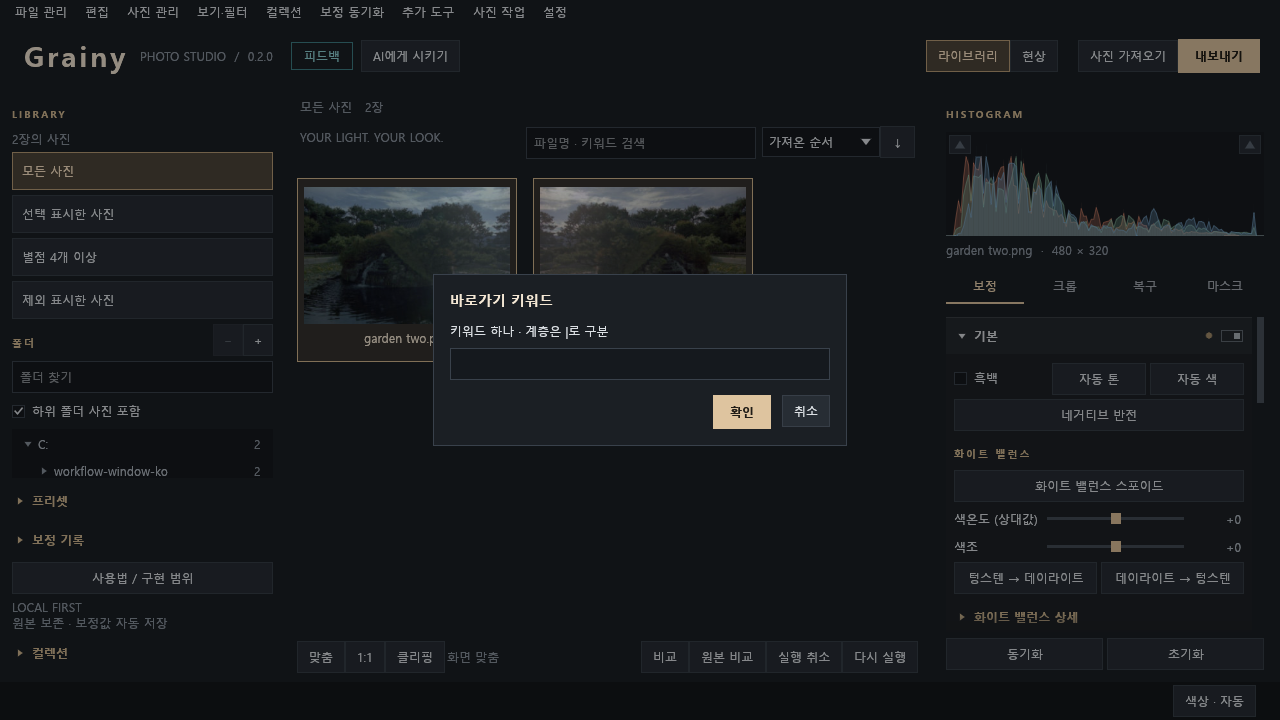 파일 관리 편집 사진 관리 보기·필터 컬렉션 보정 동기화 추가 도구 사진 작업 설정
Grainy PHOTO STUDIO / 0.2.0 피드백 AI에게 시키기 라이브러리 현상 사진 가져오기 내보내기
LIBRARY
2장의 사진
모든 사진
선택 표시한 사진
별점 4개 이상
제외 표시한 사진
폴더 − +
폴더 찾기
하위 폴더 사진 포함
C: 2
workflow-window-ko 2
프리셋
보정 기록
사용법 / 구현 범위
LOCAL FIRST
원본 보존 · 보정값 자동 저장
컬렉션
모든 사진 2장
YOUR LIGHT. YOUR LOOK. 파일명 · 키워드 검색 가져온 순서 ↓
garden two.p
바로가기 키워드
키워드 하나 · 계층은 |로 구분
확인 취소
맞춤 1:1 클리핑 화면 맞춤 비교 원본 비교 실행 취소 다시 실행
HISTOGRAM
garden two.png · 480 × 320
보정 크롭 복구 마스크
기본
흑백 자동 톤 자동 색
네거티브 반전
화이트 밸런스
화이트 밸런스 스포이드
색온도 (상대값) +0
색조 +0
텅스텐 → 데이라이트 데이라이트 → 텅스텐
화이트 밸런스 상세
동기화 초기화
색상 · 자동